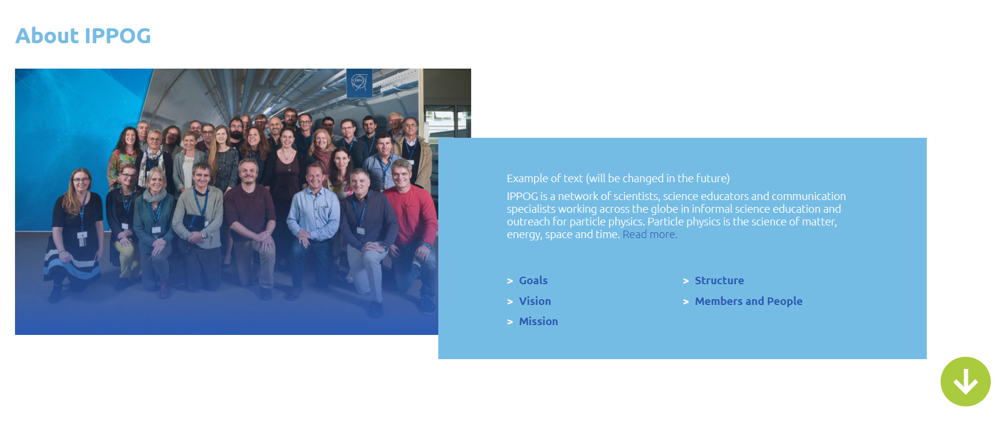 About IPPOG
CERN
Example of text (will be changed in the future)
IPPOG is a network of scientists, science educators and communication
specialists working across the globe in informal science education and
outreach for particle physics. Particle physics is the science of matter,
energy, space and time. Read more.
> Goals
> Structure
> Vision
> Members and People
> Mission